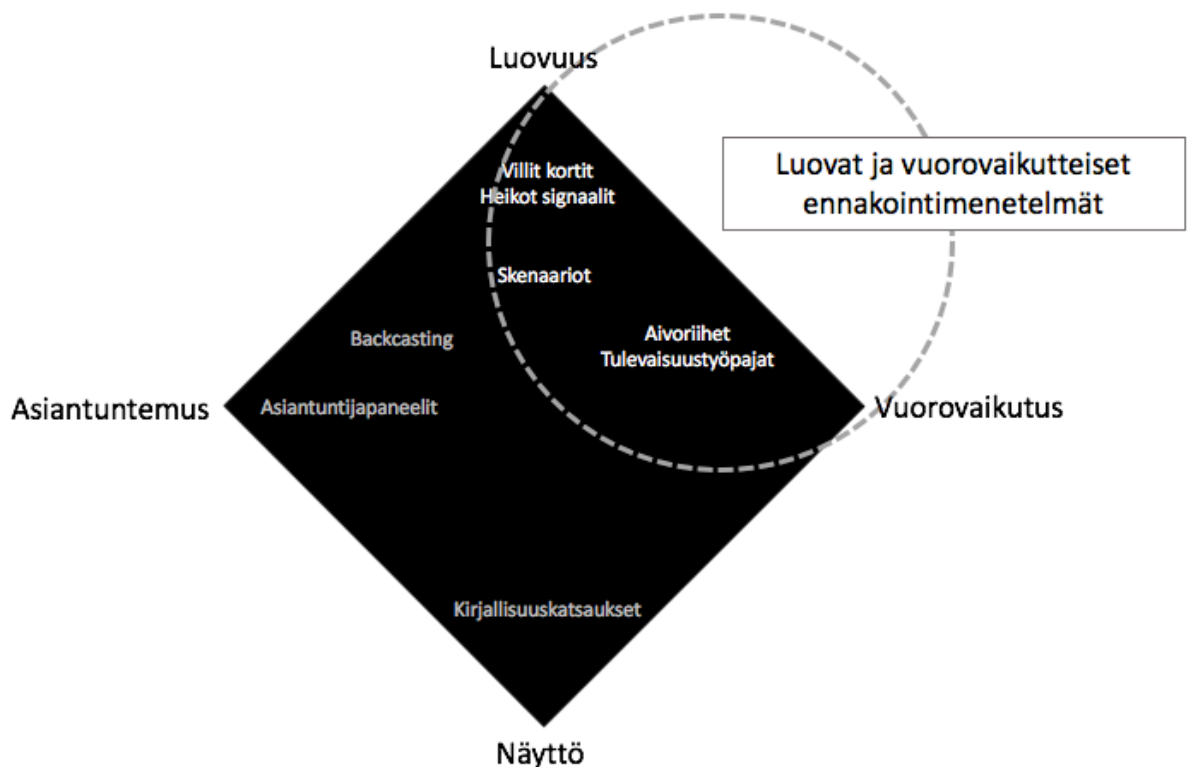 Luovuus
Luovat ja vuorovaikutteiset
ennakointimenetelmät
Villit kortit
Heikot signaalit
Skenaariot
Backcasting
Aivoriihet
Tulevaisuustyöpajat
Asiantuntemus
Asiantuntijapaneelit
Vuorovaikutus
Kirjallisuuskatsaukset
Näyttö